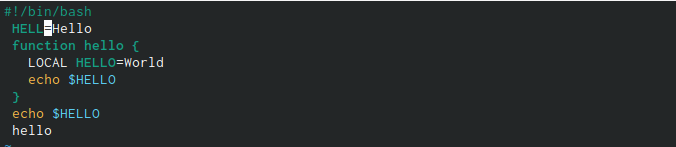 #!/bin/bash
HELL=Hello
function hello {
LOCAL HELLO=World
echo $HELLO
}
echo $HELLO
hello
~